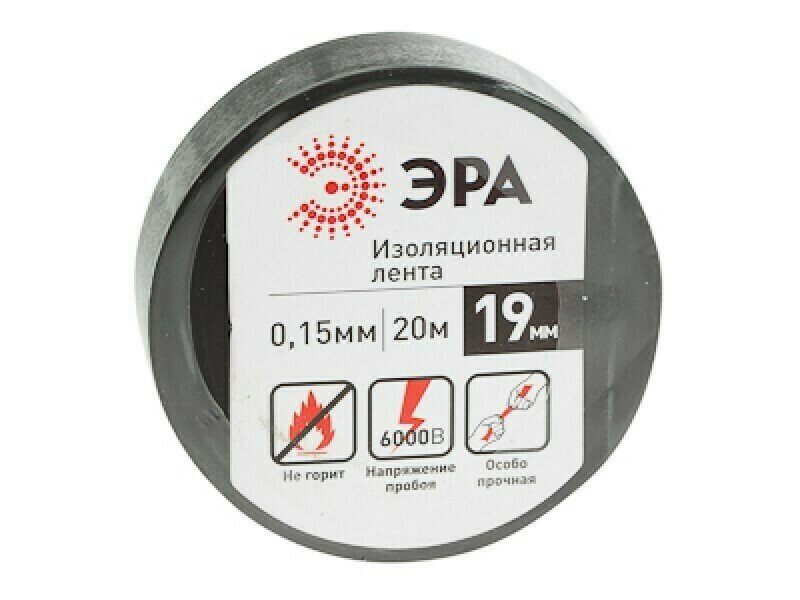 ЭРА
Изоляционная
лента
0,15мм 20м 19мм
6000В
Не горит
Напряжение
пробоя
Особо
прочная